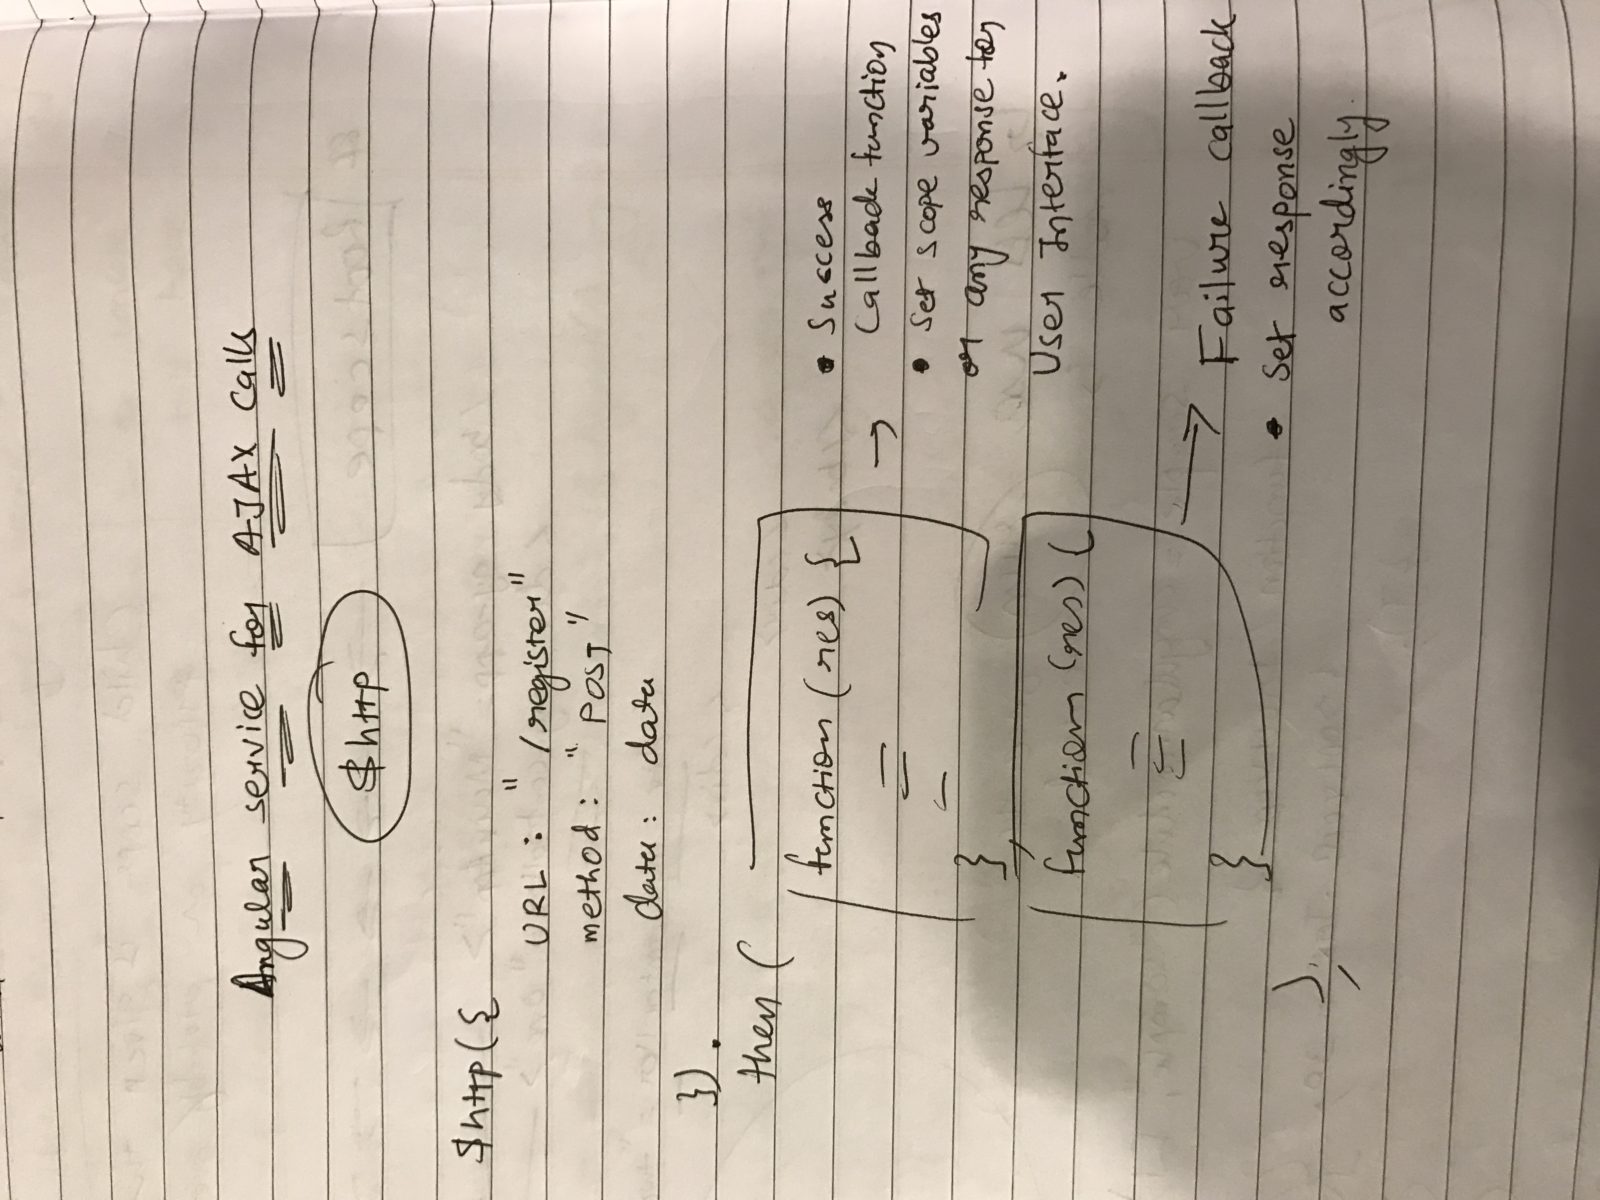 Angular service for AJAX calls
$http
$http({
URL : "/register"
method : "POST"
data : data
}).
then (
function (res) {
}
,
function (res) {
}
);
→ • Success
Callback function
• Set scope variables
or any response for
User Interface.
→ Failure callback
• Set response
accordingly.